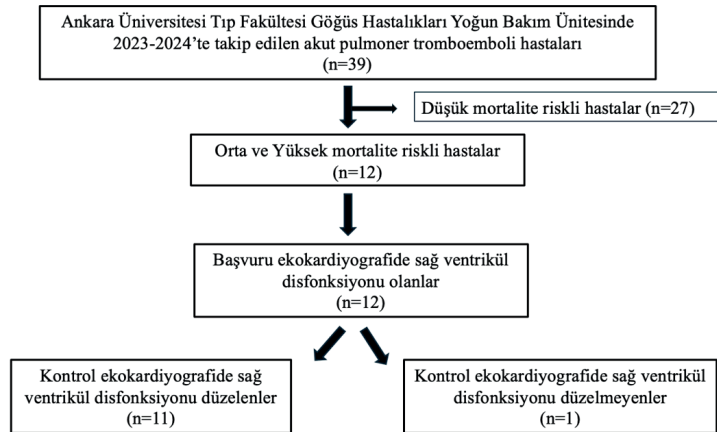 Ankara Üniversitesi Tıp Fakültesi Göğüs Hastalıkları Yoğun Bakım Ünitesinde
2023-2024'te takip edilen akut pulmoner tromboemboli hastaları
(n=39)
Düşük mortalite riskli hastalar (n=27)
Orta ve Yüksek mortalite riskli hastalar
(n=12)
Başvuru ekokardiyografide sağ ventrikül
disfonksiyonu olanlar
(n=12)
Kontrol ekokardiyografide sağ
ventrikül disfonksiyonu düzelenler
(n=11)
Kontrol ekokardiyografide sağ ventrikül
disfonksiyonu düzelmeyenler
(n=1)